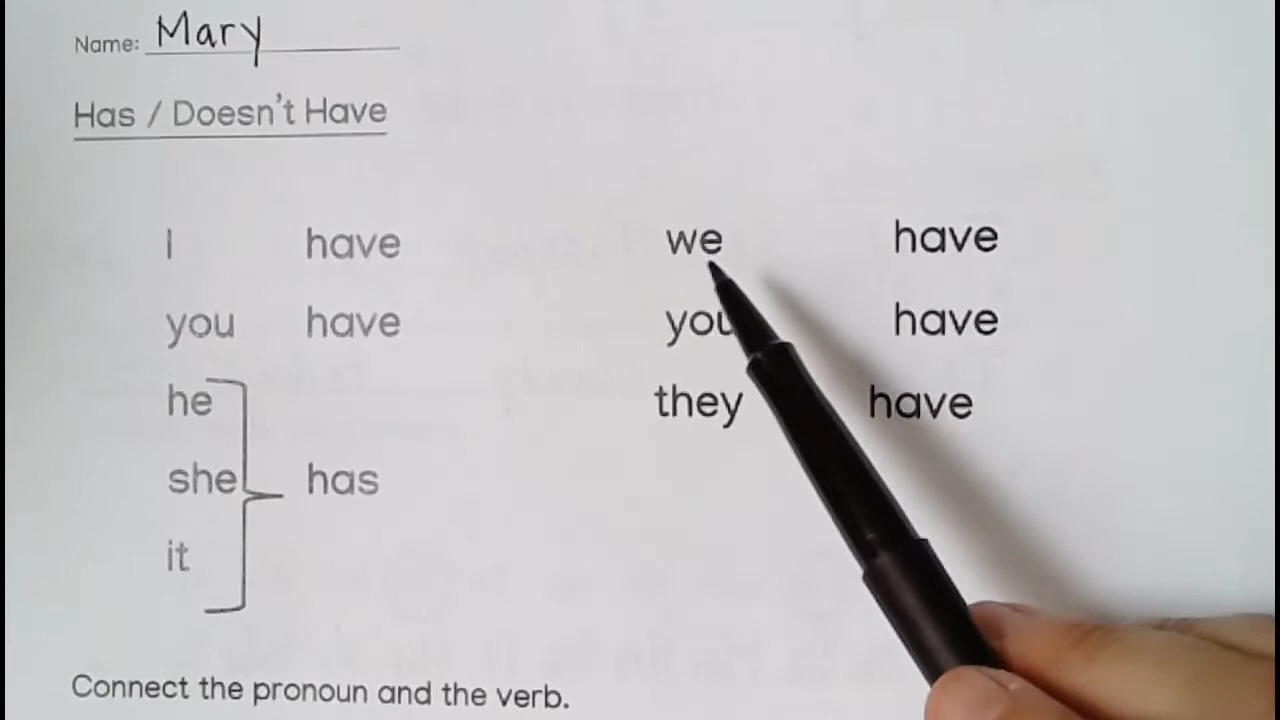 Name: Mary
Has / Doesn't Have
I have
you have
he
she has
it
we have
you have
they have
Connect the pronoun and the verb.